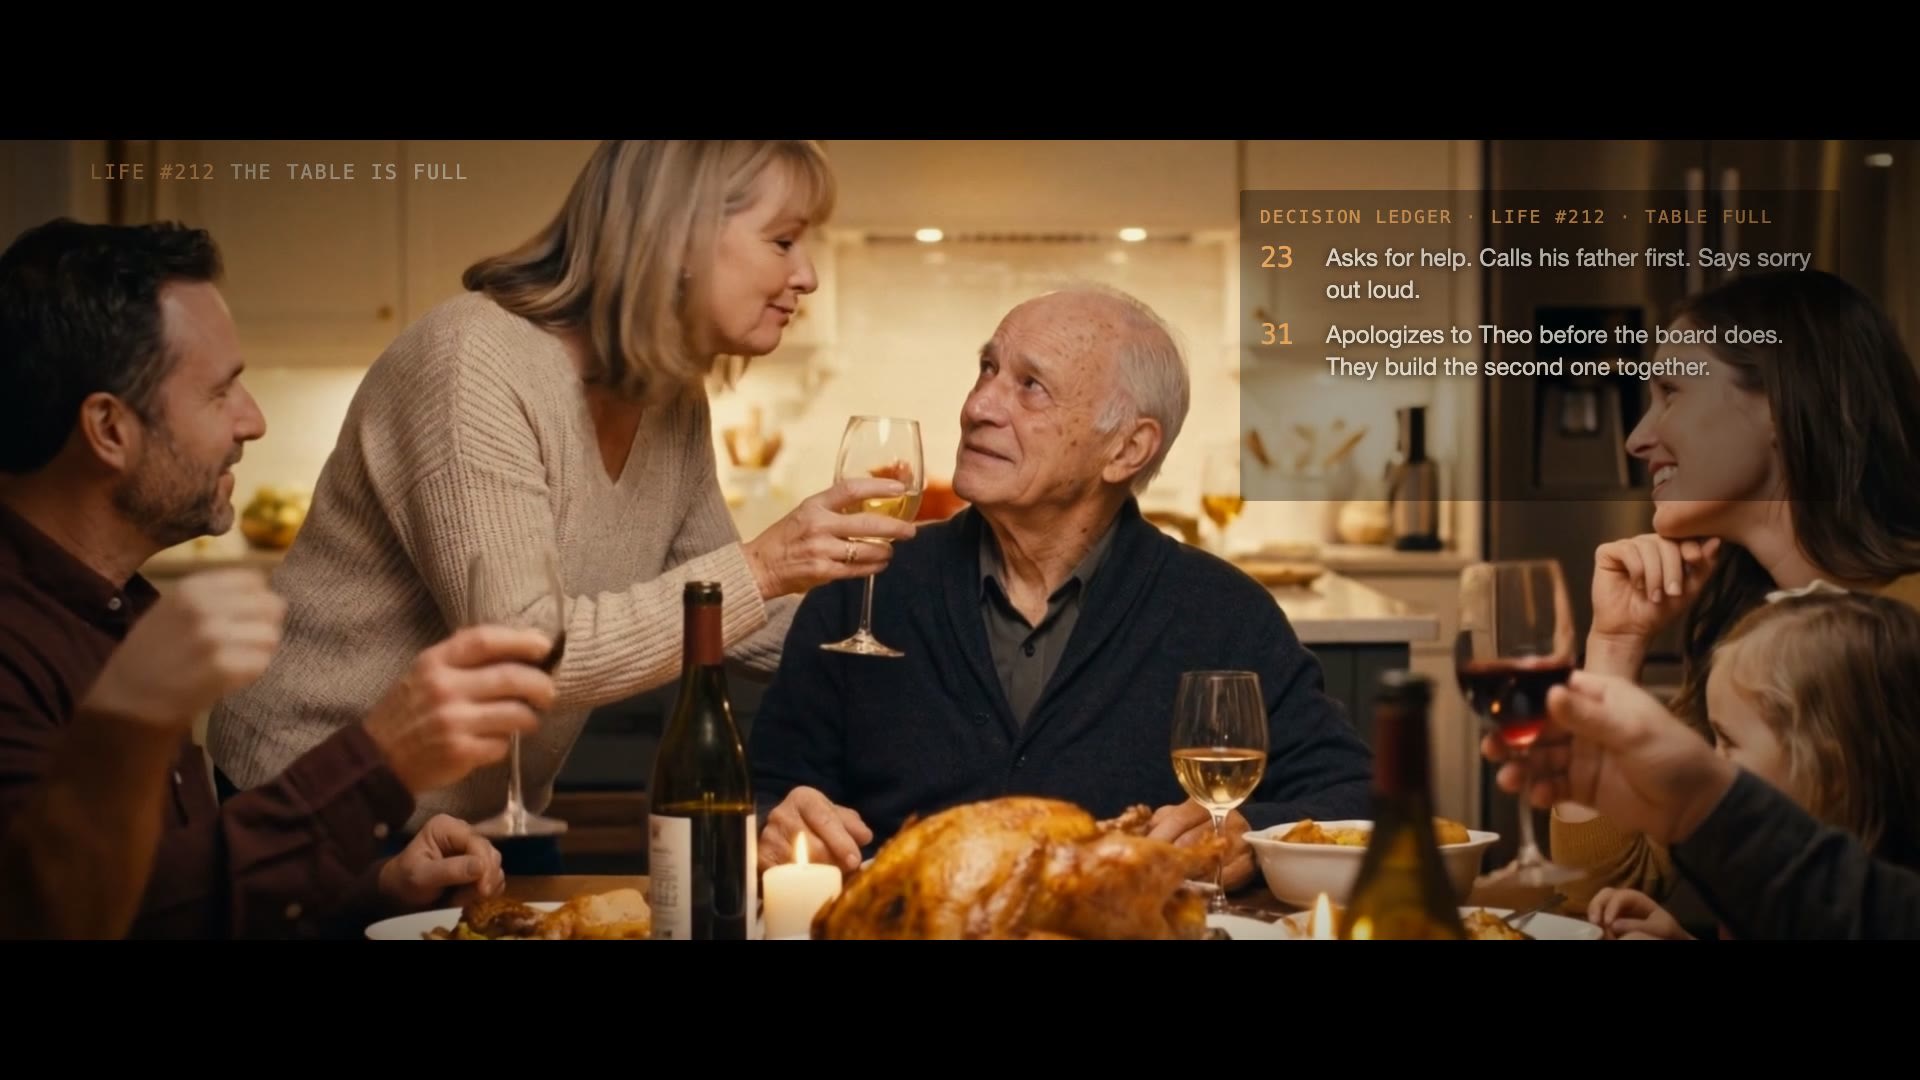 LIFE #212 THE TABLE IS FULL
DECISION LEDGER · LIFE #212 · TABLE FULL
23 Asks for help. Calls his father first. Says sorry
out loud.
31 Apologizes to Theo before the board does.
They build the second one together.